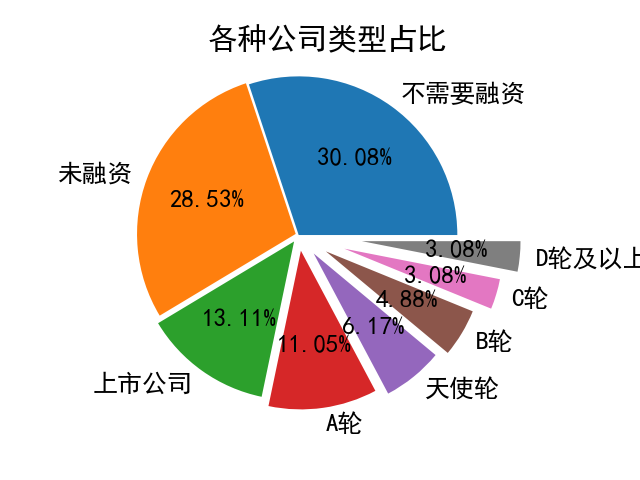 各种公司类型占比
不需要融资
30.08%
未融资
28.53%
上市公司
13.11%
A轮
11.05%
天使轮
6.17%
B轮
4.88%
C轮
3.08%
D轮及以上
3.08%